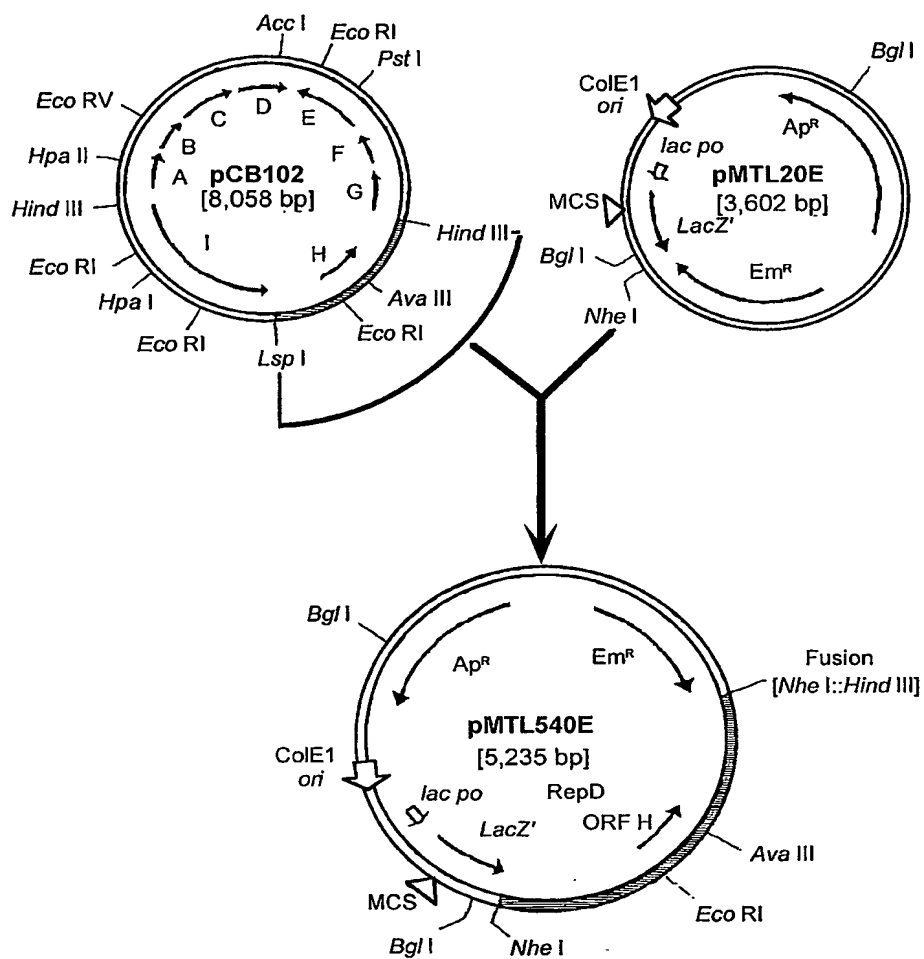 Acc I
Eco RI
Pst I
Eco RV
Hpa II
Hind III
Eco RI
Hpa I
Eco RI
Lsp I
Eco RI
Ava III
Hind III
A
B
C
D
E
F
G
H
I
pCB102
[8,058 bp]
Bgl I
ColE1
ori
Ap^R
lac po
pMTL20E
[3,602 bp]
MCS
LacZ'
Bgl I
Em^R
Nhe I
Bgl I
Ap^R
Em^R
Fusion
[Nhe I::Hind III]
pMTL540E
[5,235 bp]
ColE1
ori
lac po
RepD
LacZ'
ORF H
Ava III
MCS
Eco RI
Bgl I
Nhe I